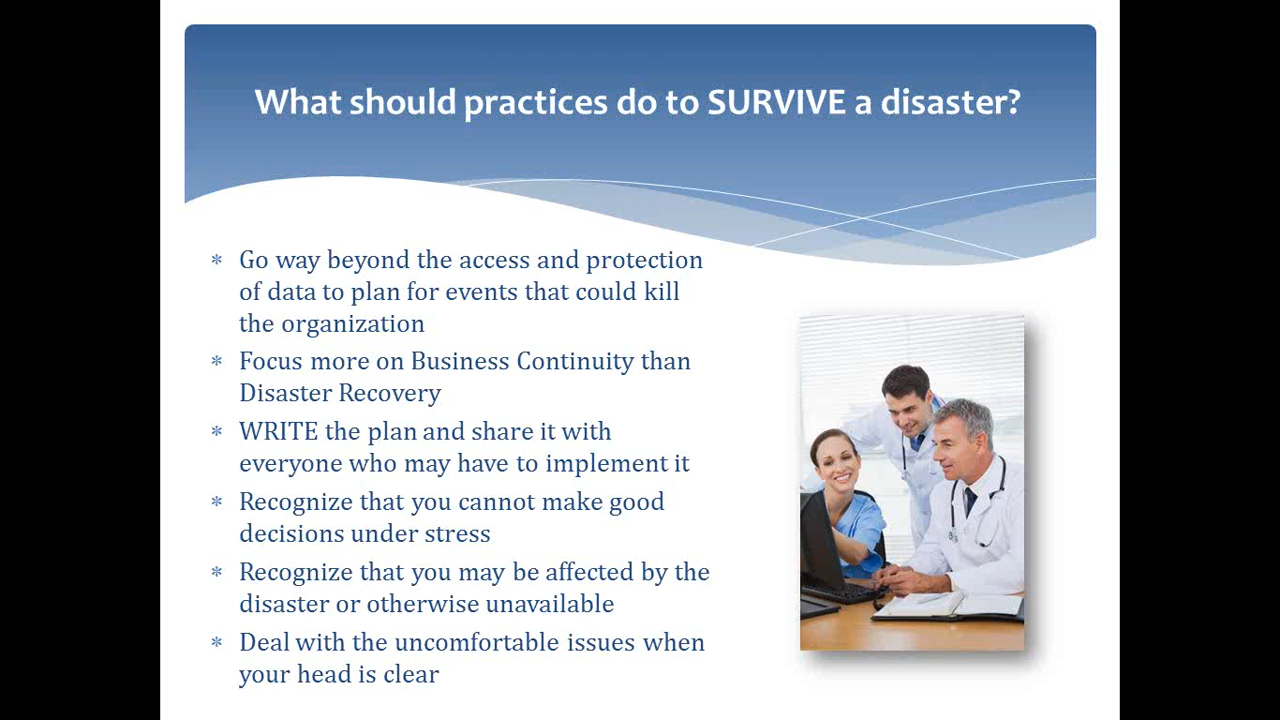 What should practices do to SURVIVE a disaster?
* Go way beyond the access and protection
of data to plan for events that could kill
the organization
* Focus more on Business Continuity than
Disaster Recovery
* WRITE the plan and share it with
everyone who may have to implement it
* Recognize that you cannot make good
decisions under stress
* Recognize that you may be affected by the
disaster or otherwise unavailable
* Deal with the uncomfortable issues when
your head is clear